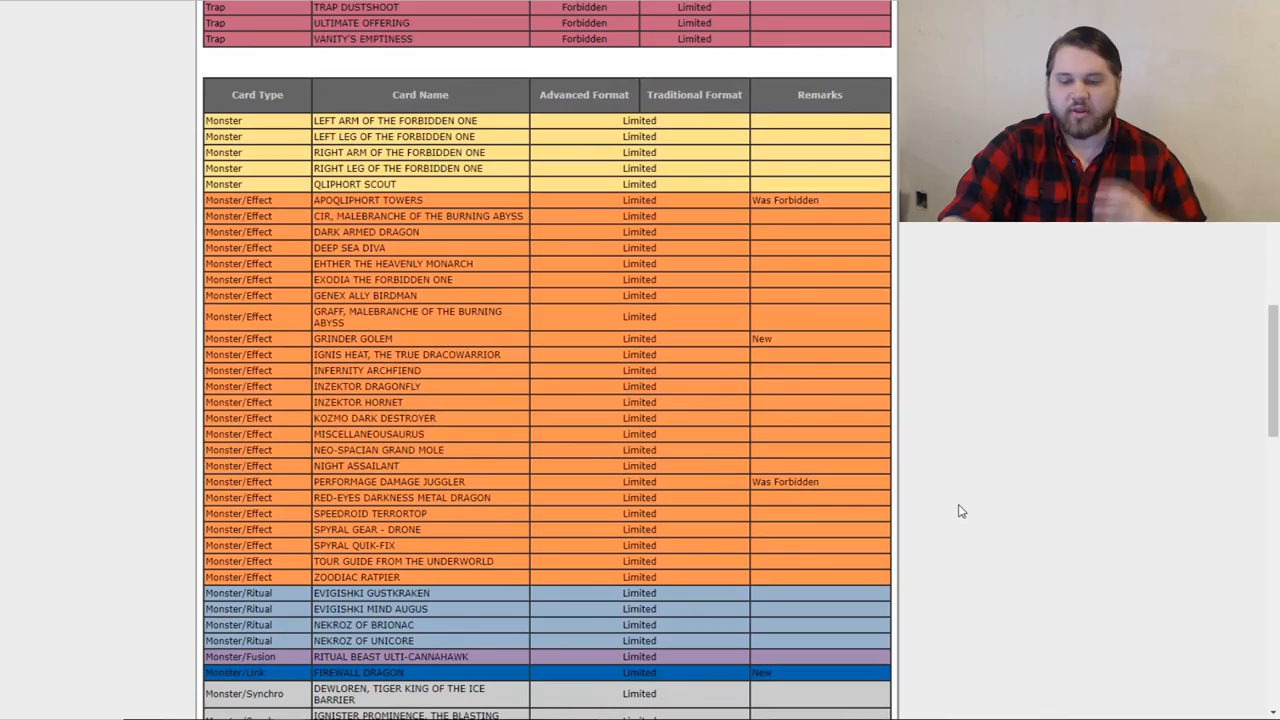 Trap TRAP DUSTSHOOT Forbidden Limited
Trap ULTIMATE OFFERING Forbidden Limited
Trap VANITY'S EMPTINESS Forbidden Limited
Card Type Card Name Advanced Format Traditional Format Remarks
Monster LEFT ARM OF THE FORBIDDEN ONE Limited
Monster LEFT LEG OF THE FORBIDDEN ONE Limited
Monster RIGHT ARM OF THE FORBIDDEN ONE Limited
Monster RIGHT LEG OF THE FORBIDDEN ONE Limited
Monster QLIPHORT SCOUT Limited
Monster/Effect APOQLIPHORT TOWERS Limited Was Forbidden
Monster/Effect CIR, MALEBRANCHE OF THE BURNING ABYSS Limited
Monster/Effect DARK ARMED DRAGON Limited
Monster/Effect DEEP SEA DIVA Limited
Monster/Effect EHTHER THE HEAVENLY MONARCH Limited
Monster/Effect EXODIA THE FORBIDDEN ONE Limited
Monster/Effect GENEX ALLY BIRDMAN Limited
Monster/Effect GRAFF, MALEBRANCHE OF THE BURNING Limited
ABYSS
Monster/Effect GRINDER GOLEM Limited New
Monster/Effect IGNIS HEAT, THE TRUE DRACOWARRIOR Limited
Monster/Effect INFERNITY ARCHFIEND Limited
Monster/Effect INZEKTOR DRAGONFLY Limited
Monster/Effect INZEKTOR HORNET Limited
Monster/Effect KOZMO DARK DESTROYER Limited
Monster/Effect MISCELLANEOUSAURUS Limited
Monster/Effect NEO-SPACIAN GRAND MOLE Limited
Monster/Effect NIGHT ASSAILANT Limited
Monster/Effect PERFORMAGE DAMAGE JUGGLER Limited Was Forbidden
Monster/Effect RED-EYES DARKNESS METAL DRAGON Limited
Monster/Effect SPEEDROID TERRORTOP Limited
Monster/Effect SPYRAL GEAR - DRONE Limited
Monster/Effect SPYRAL QUIK-FIX Limited
Monster/Effect TOUR GUIDE FROM THE UNDERWORLD Limited
Monster/Effect ZOODIAC RATPIER Limited
Monster/Ritual EVIGISHKI GUSTKRAKEN Limited
Monster/Ritual EVIGISHKI MIND AUGUS Limited
Monster/Ritual NEKROZ OF BRIONAC Limited
Monster/Ritual NEKROZ OF UNICORE Limited
Monster/Fusion RITUAL BEAST ULTI-CANNAHAWK Limited
Monster/Link FIREWALL DRAGON Limited New
Monster/Synchro DEWLOREN, TIGER KING OF THE ICE Limited
BARRIER
IGNISTER PROMINENCE, THE BLASTING